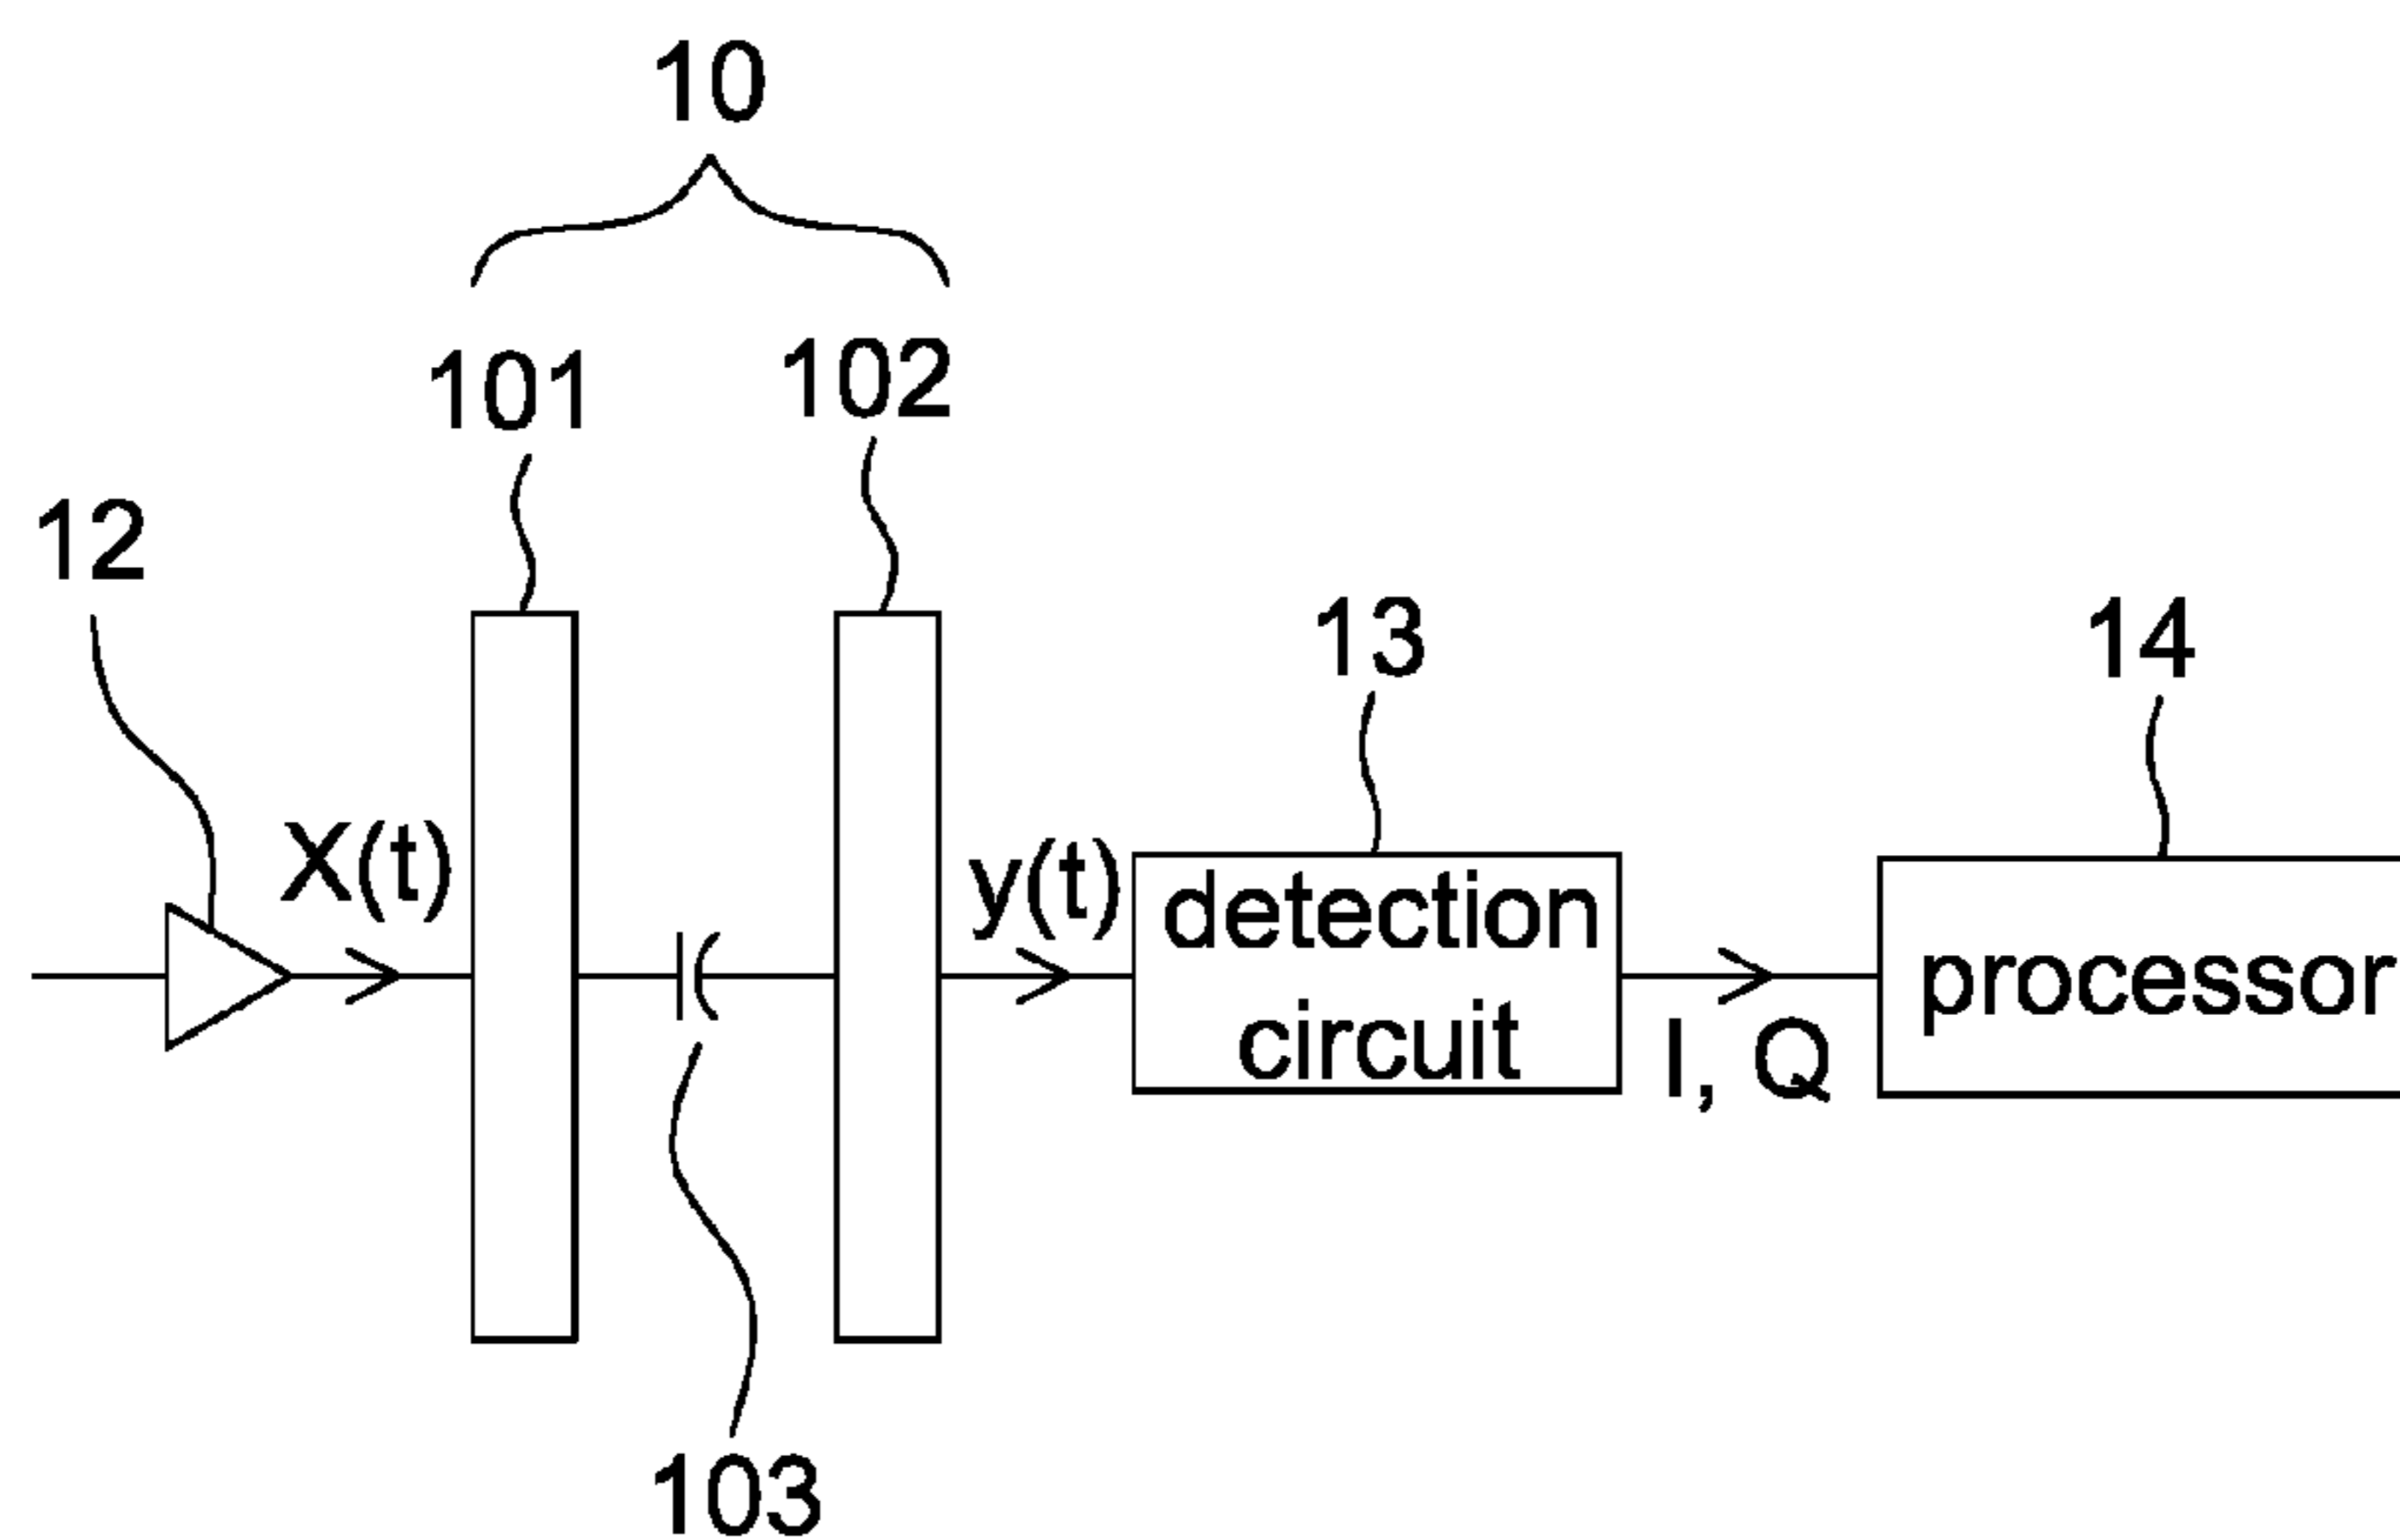 10
101
102
12
13
14
X(t)
y(t)
detection
circuit
processor
I, Q
103